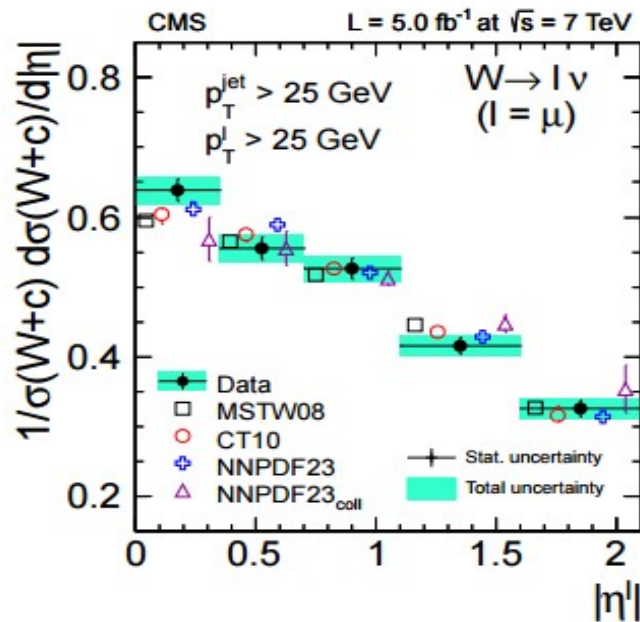 CMS L = 5.0 fb⁻¹ at √s = 7 TeV
1/σ(W+c) dσ(W+c)/d|η|
0.8
0.6
0.4
0.2
p_T^jet > 25 GeV
p_T^l > 25 GeV
W→ l ν
(l = μ)
Data
MSTW08
CT10
NNPDF23
NNPDF23_coll
Stat. uncertainty
Total uncertainty
0 0.5 1 1.5 2
|η^l|